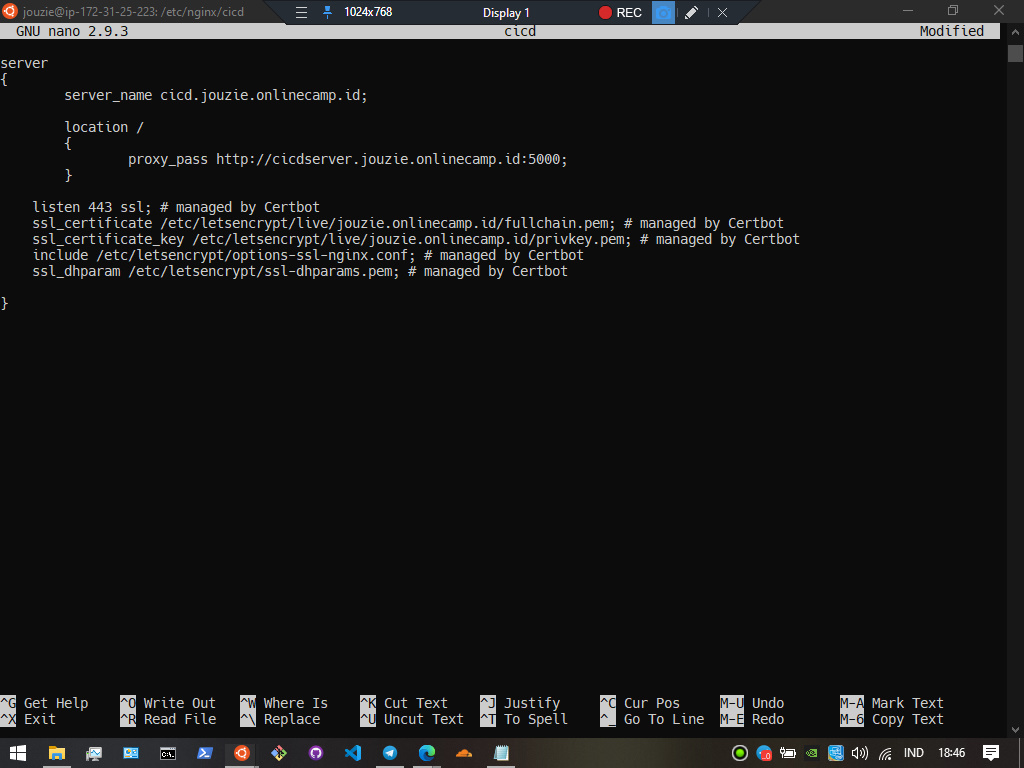 jouzie@ip-172-31-25-223: /etc/nginx/cicd
1024x768
Display 1
REC
GNU nano 2.9.3 cicd Modified
server
{
server_name cicd.jouzie.onlinecamp.id;
location /
{
proxy_pass http://cicdserver.jouzie.onlinecamp.id:5000;
}
listen 443 ssl; # managed by Certbot
ssl_certificate /etc/letsencrypt/live/jouzie.onlinecamp.id/fullchain.pem; # managed by Certbot
ssl_certificate_key /etc/letsencrypt/live/jouzie.onlinecamp.id/privkey.pem; # managed by Certbot
include /etc/letsencrypt/options-ssl-nginx.conf; # managed by Certbot
ssl_dhparam /etc/letsencrypt/ssl-dhparams.pem; # managed by Certbot
}
^G Get Help ^O Write Out ^W Where Is ^K Cut Text ^J Justify ^C Cur Pos M-U Undo M-A Mark Text
^X Exit ^R Read File ^\ Replace ^U Uncut Text ^T To Spell ^_ Go To Line M-E Redo M-6 Copy Text
IND 18:46